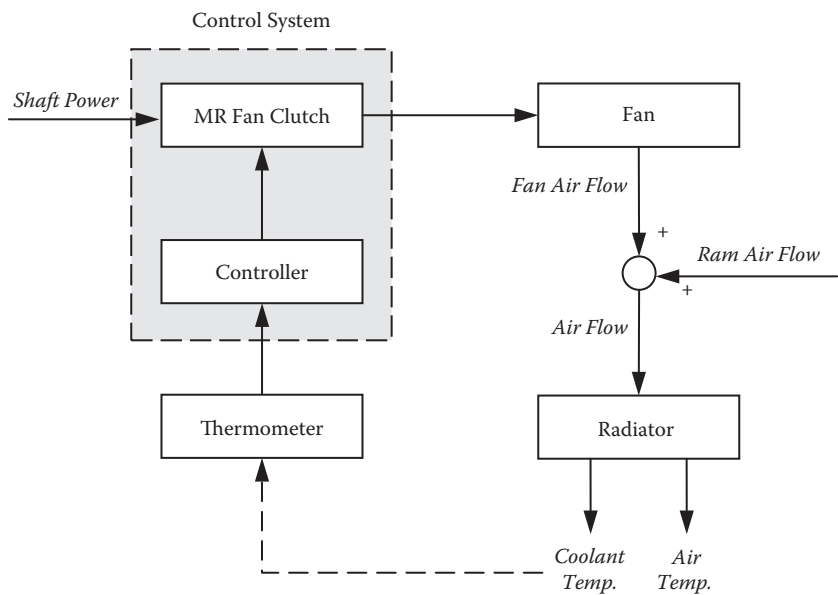 Control System
Shaft Power
MR Fan Clutch
Fan
Fan Air Flow
+
Ram Air Flow
+
Controller
Air Flow
Thermometer
Radiator
Coolant
Temp.
Air
Temp.